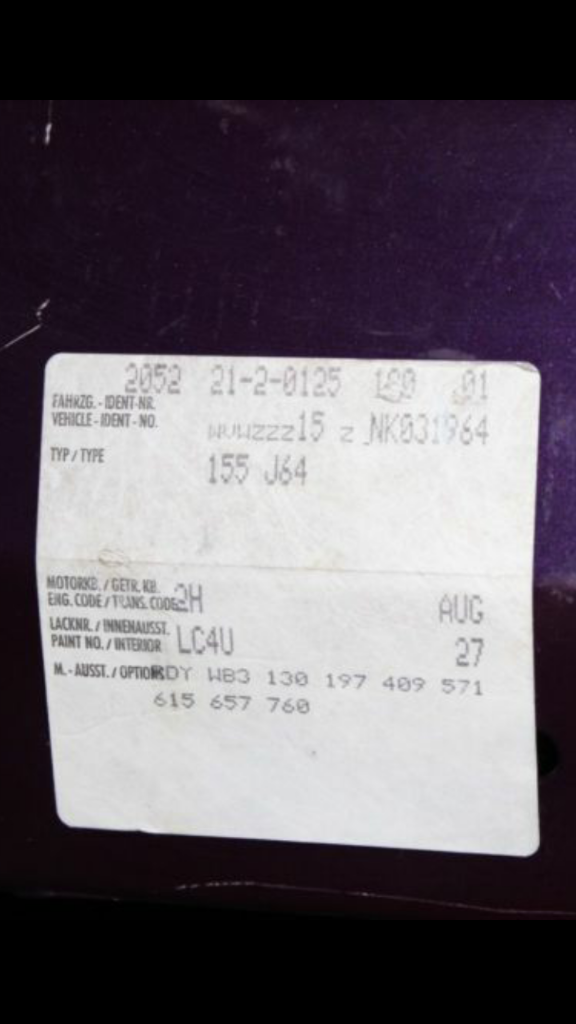 2052 21-2-0125 180 01
FAHRZG.-IDENT-NR.
VEHICLE-IDENT-NO. WVWZZZ15 Z NK031964
TYP/TYPE 155 J64
MOTORKB./GETR.KB.
ENG.CODE/TRANS.CODE 2H AUG
LACKNR./INNENAUSST.
PAINT NO./INTERIOR LC4U 27
M.-AUSST./OPTIONS RDY WB3 130 197 409 571
615 657 760